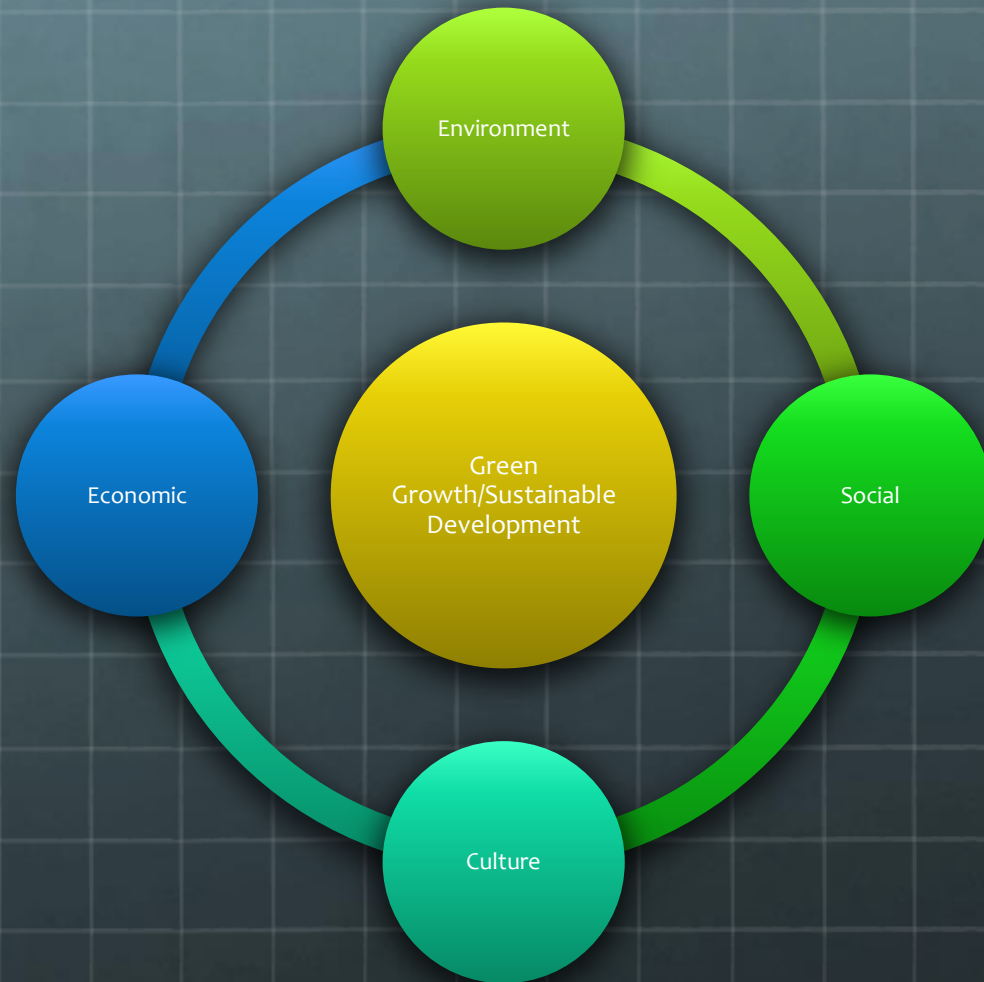 Environment
Green
Growth/Sustainable
Development
Economic
Social
Culture